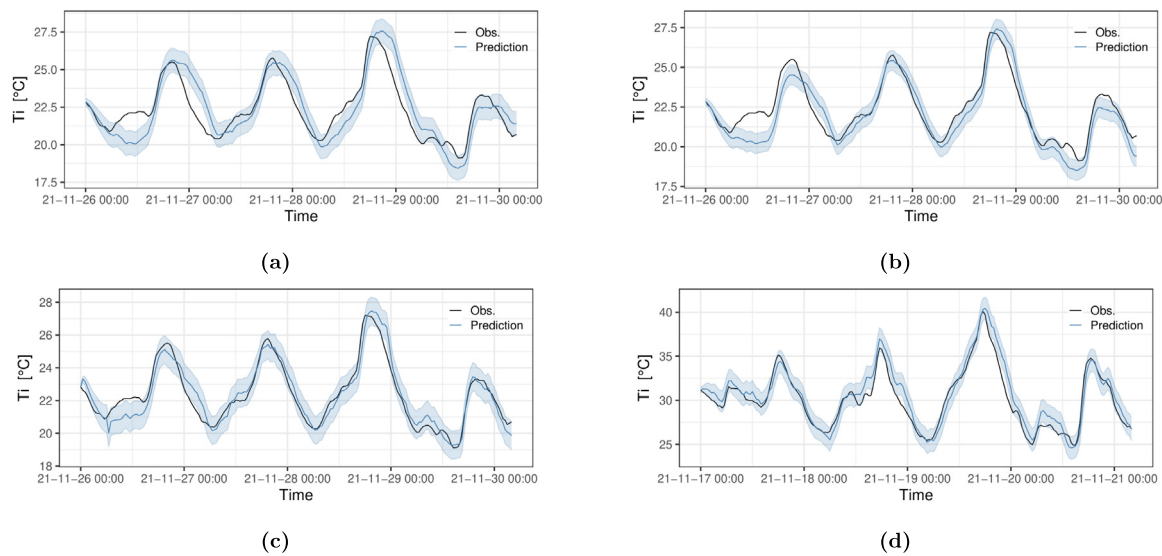 Ti [°C]
27.5
25.0
22.5
20.0
17.5
Obs.
Prediction
21−11−26 00:00 21−11−27 00:00 21−11−28 00:00 21−11−29 00:00 21−11−30 00:00
Time
(a)
Ti [°C]
27.5
25.0
22.5
20.0
17.5
Obs.
Prediction
21−11−26 00:00 21−11−27 00:00 21−11−28 00:00 21−11−29 00:00 21−11−30 00:00
Time
(b)
Ti [°C]
28
26
24
22
20
18
Obs.
Prediction
21−11−26 00:00 21−11−27 00:00 21−11−28 00:00 21−11−29 00:00 21−11−30 00:00
Time
(c)
Ti [°C]
40
35
30
25
Obs.
Prediction
21−11−17 00:00 21−11−18 00:00 21−11−19 00:00 21−11−20 00:00 21−11−21 00:00
Time
(d)